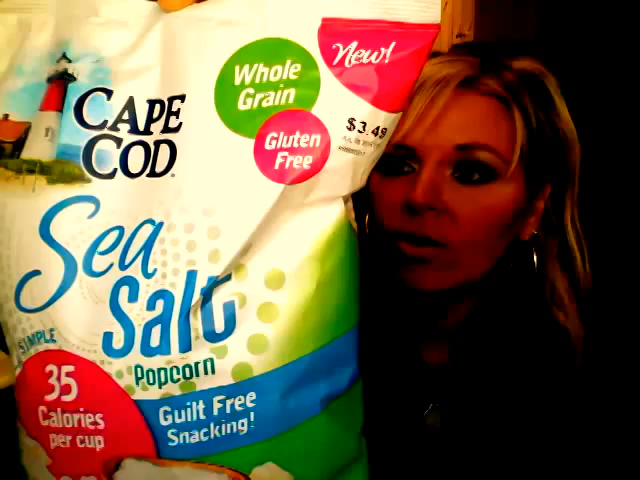 New!
Whole
Grain
CAPE
COD
Gluten
Free
$3.49
Sea
Salt
SIMPLE
Popcorn
35
Calories
per cup
Guilt Free
Snacking!